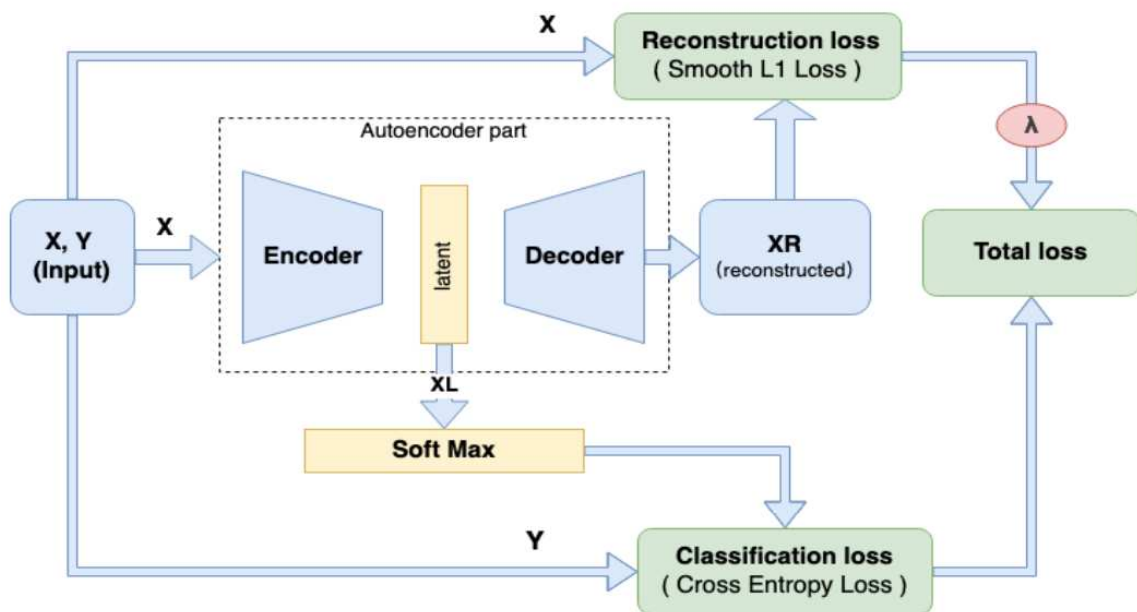 X
Reconstruction loss
( Smooth L1 Loss )
λ
Autoencoder part
X, Y
(Input)
X
Encoder
latent
Decoder
XR
(reconstructed)
Total loss
XL
Soft Max
Y
Classification loss
( Cross Entropy Loss )